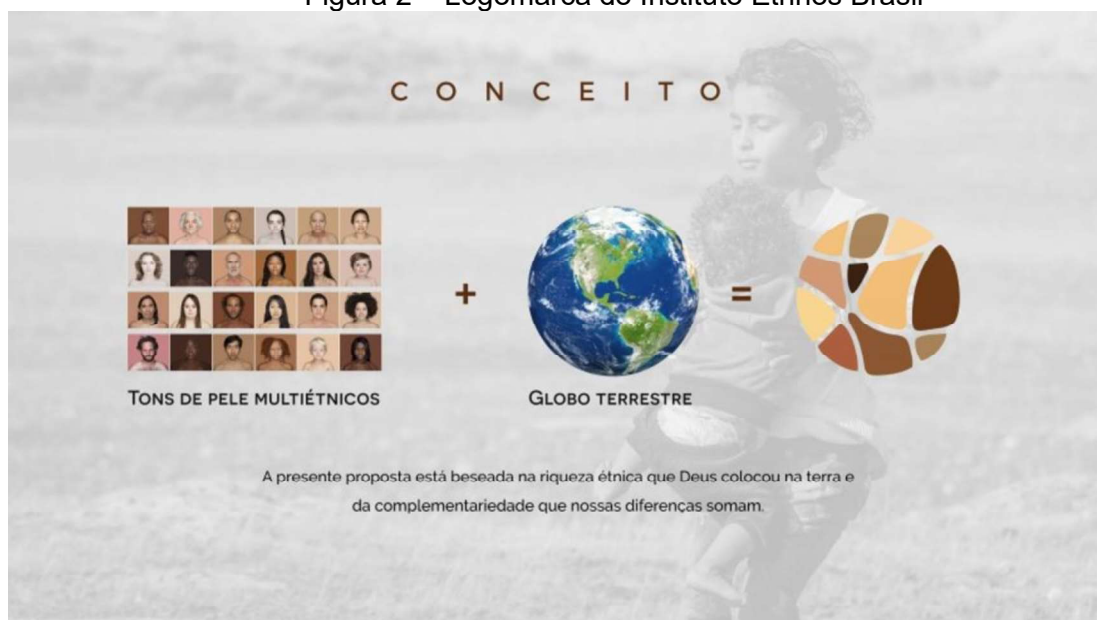 Figura 2 – Logomarca do Instituto Ethnos Brasil
CONCEITO
+
=
TONS DE PELE MULTIÉTNICOS
GLOBO TERRESTRE
A presente proposta está beseada na riqueza étnica que Deus colocou na terra e
da complementariedade que nossas diferenças somam.